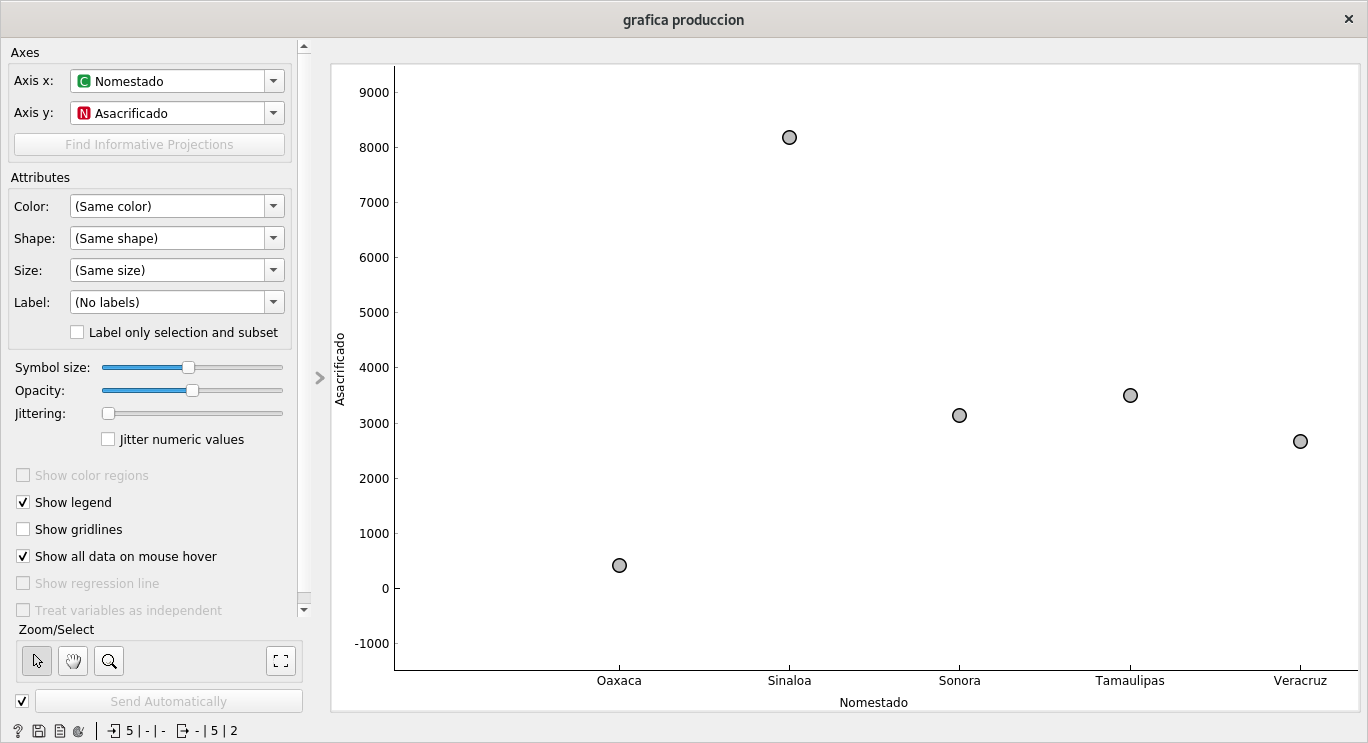 grafica produccion
Axes
Axis x: C Nomestado
Axis y: N Asacrificado
Find Informative Projections
Attributes
Color: (Same color)
Shape: (Same shape)
Size: (Same size)
Label: (No labels)
Label only selection and subset
Symbol size:
Opacity:
Jittering:
Jitter numeric values
Show color regions
Show legend
Show gridlines
Show all data on mouse hover
Show regression line
Treat variables as independent
Zoom/Select
Send Automatically
? 5 | - | - - | 5 | 2
9000
8000
7000
6000
5000
4000
3000
2000
1000
0
-1000
Asacrificado
Oaxaca Sinaloa Sonora Tamaulipas Veracruz
Nomestado